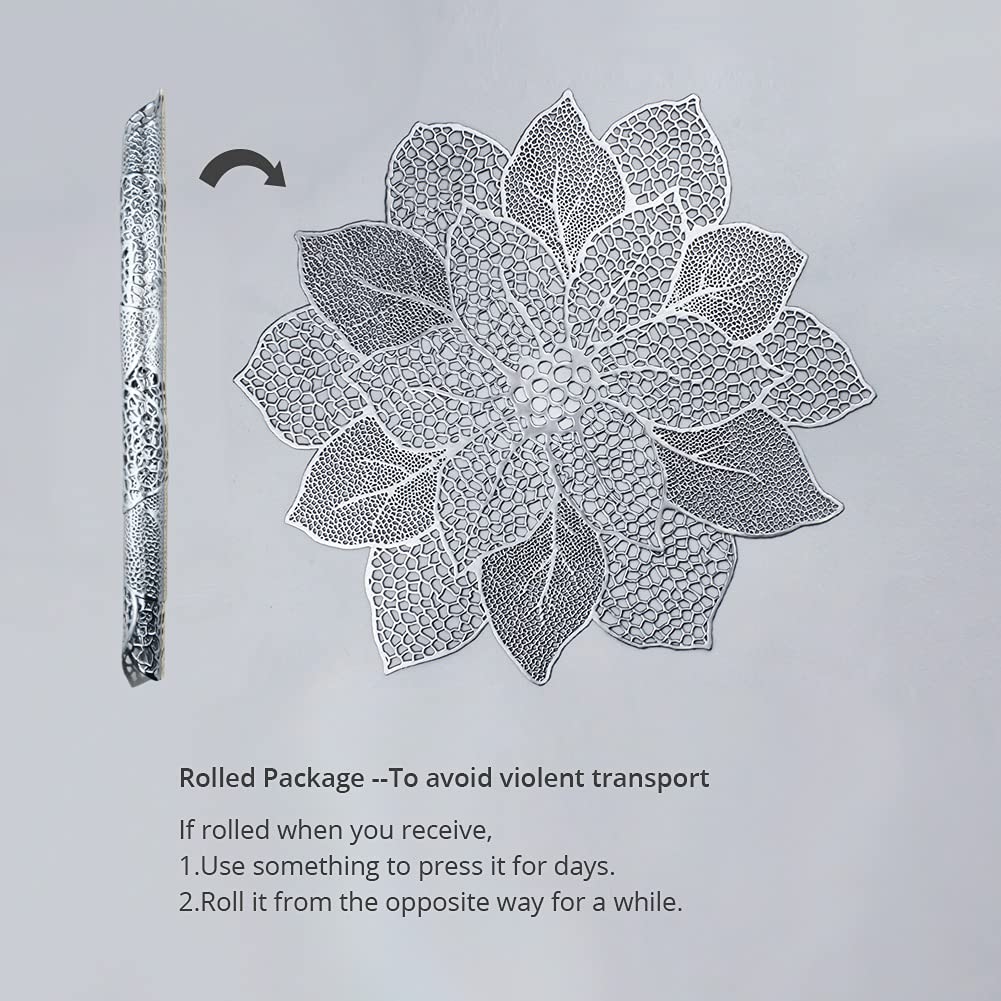 Rolled Package --To avoid violent transport
If rolled when you receive,
1.Use something to press it for days.
2.Roll it from the opposite way for a while.